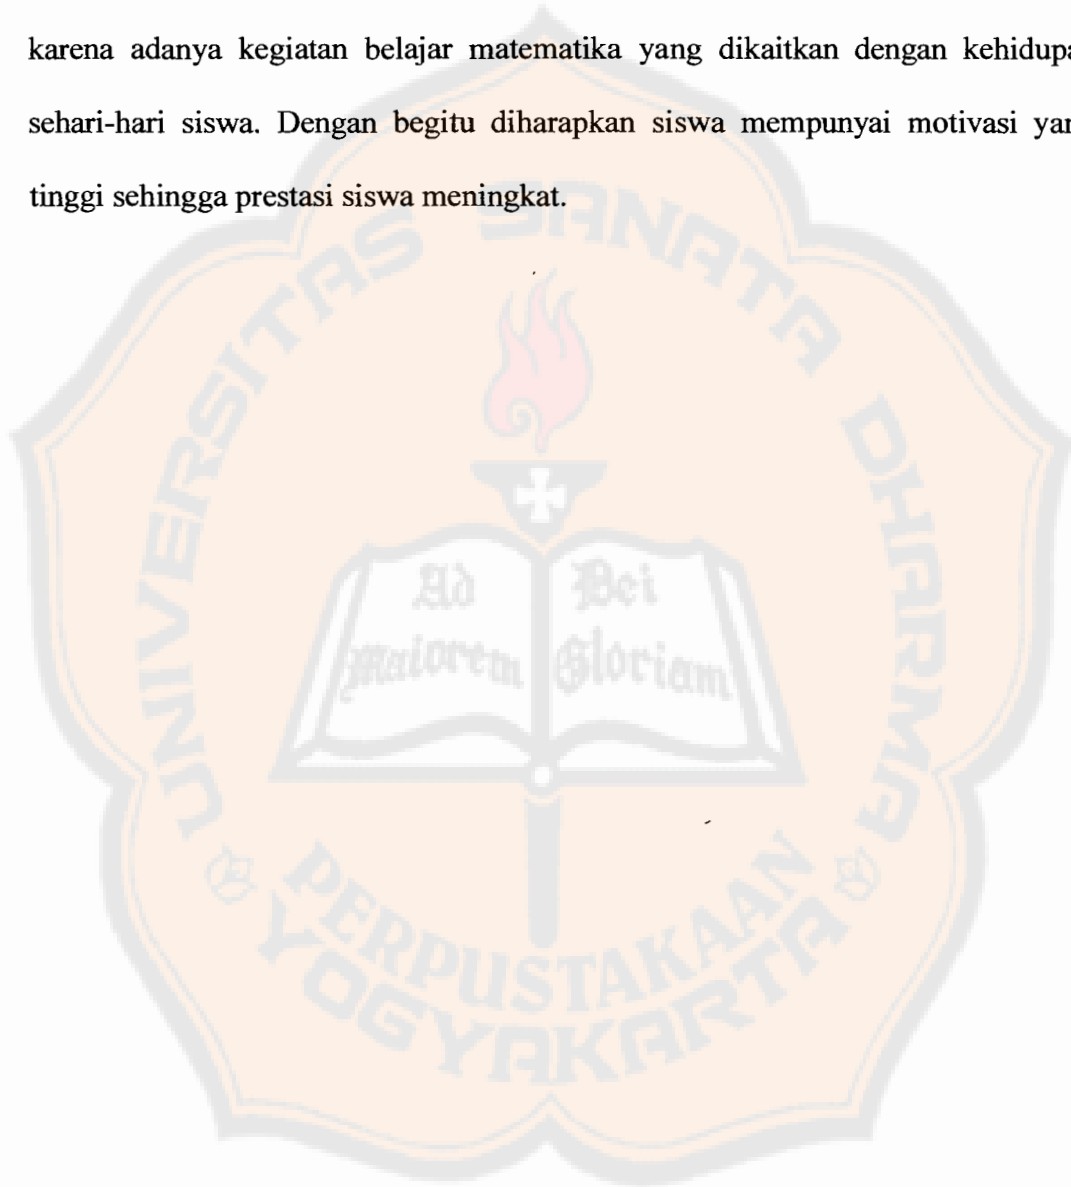 karena adanya kegiatan belajar matematika yang dikaitkan dengan kehidupa
sehari-hari siswa. Dengan begitu diharapkan siswa mempunyai motivasi yan
tinggi sehingga prestasi siswa meningkat.
UNIVERSITAS SANATA DHARMA
Ad Dei
Maiorem Gloriam
PERPUSTAKAAN
YOGYAKARTA